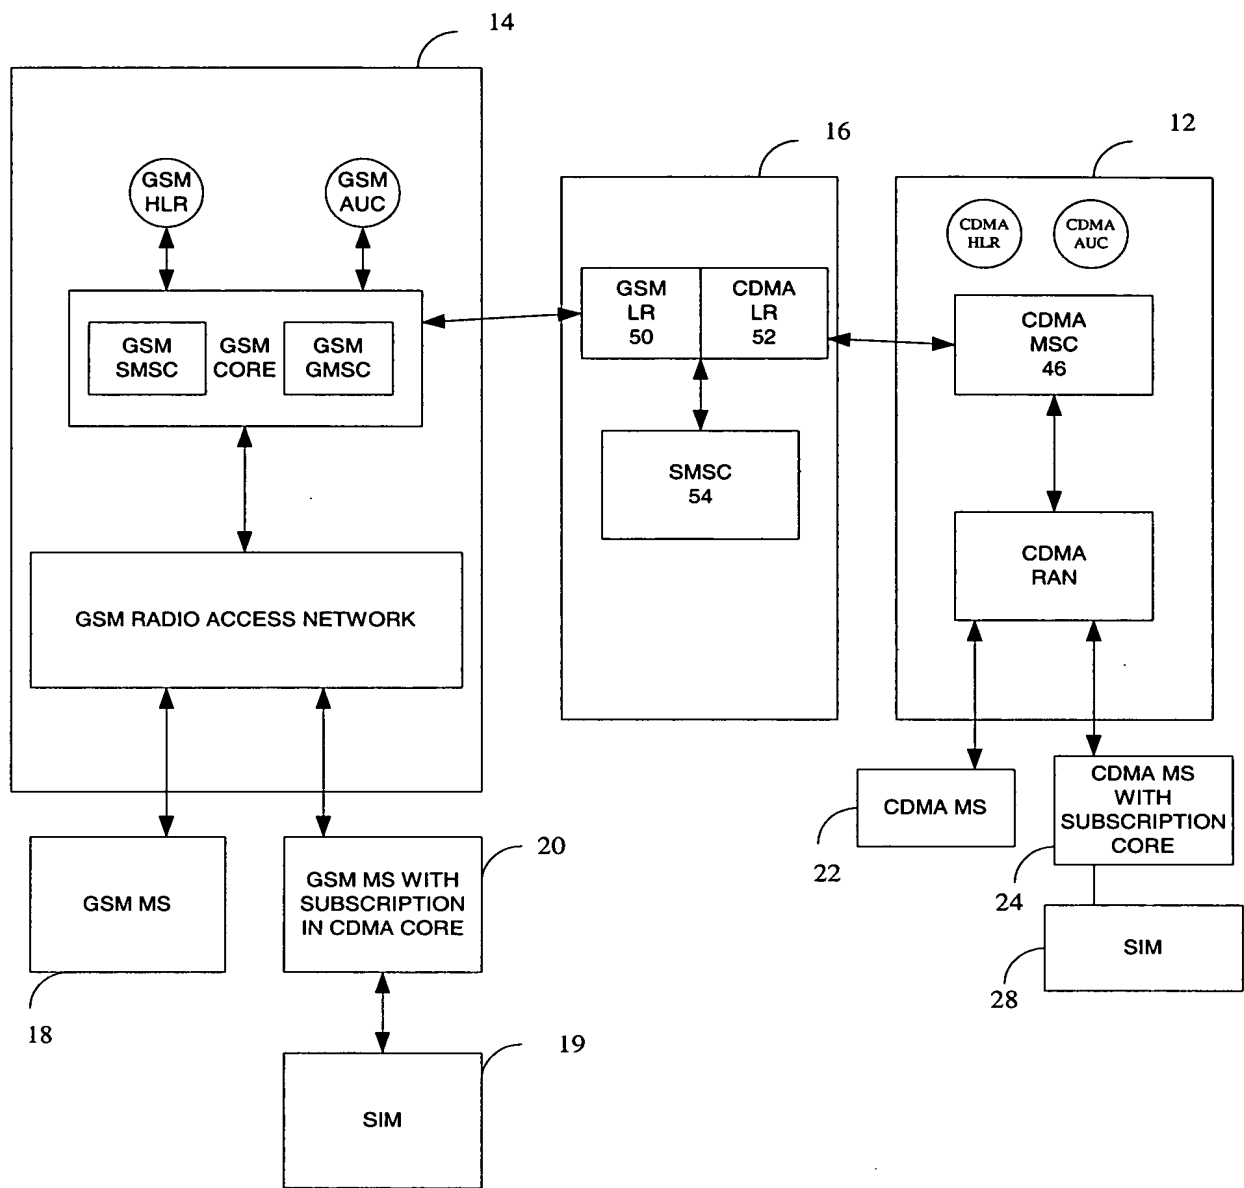 14
16
12
GSM
HLR
GSM
AUC
CDMA
HLR
CDMA
AUC
GSM
SMSC
GSM
CORE
GSM
GMSC
GSM
LR
50
CDMA
LR
52
CDMA
MSC
46
SMSC
54
CDMA
RAN
GSM RADIO ACCESS NETWORK
CDMA MS
22
CDMA MS
WITH
SUBSCRIPTION
CORE
24
GSM MS
18
GSM MS WITH
SUBSCRIPTION
IN CDMA CORE
20
SIM
28
SIM
19